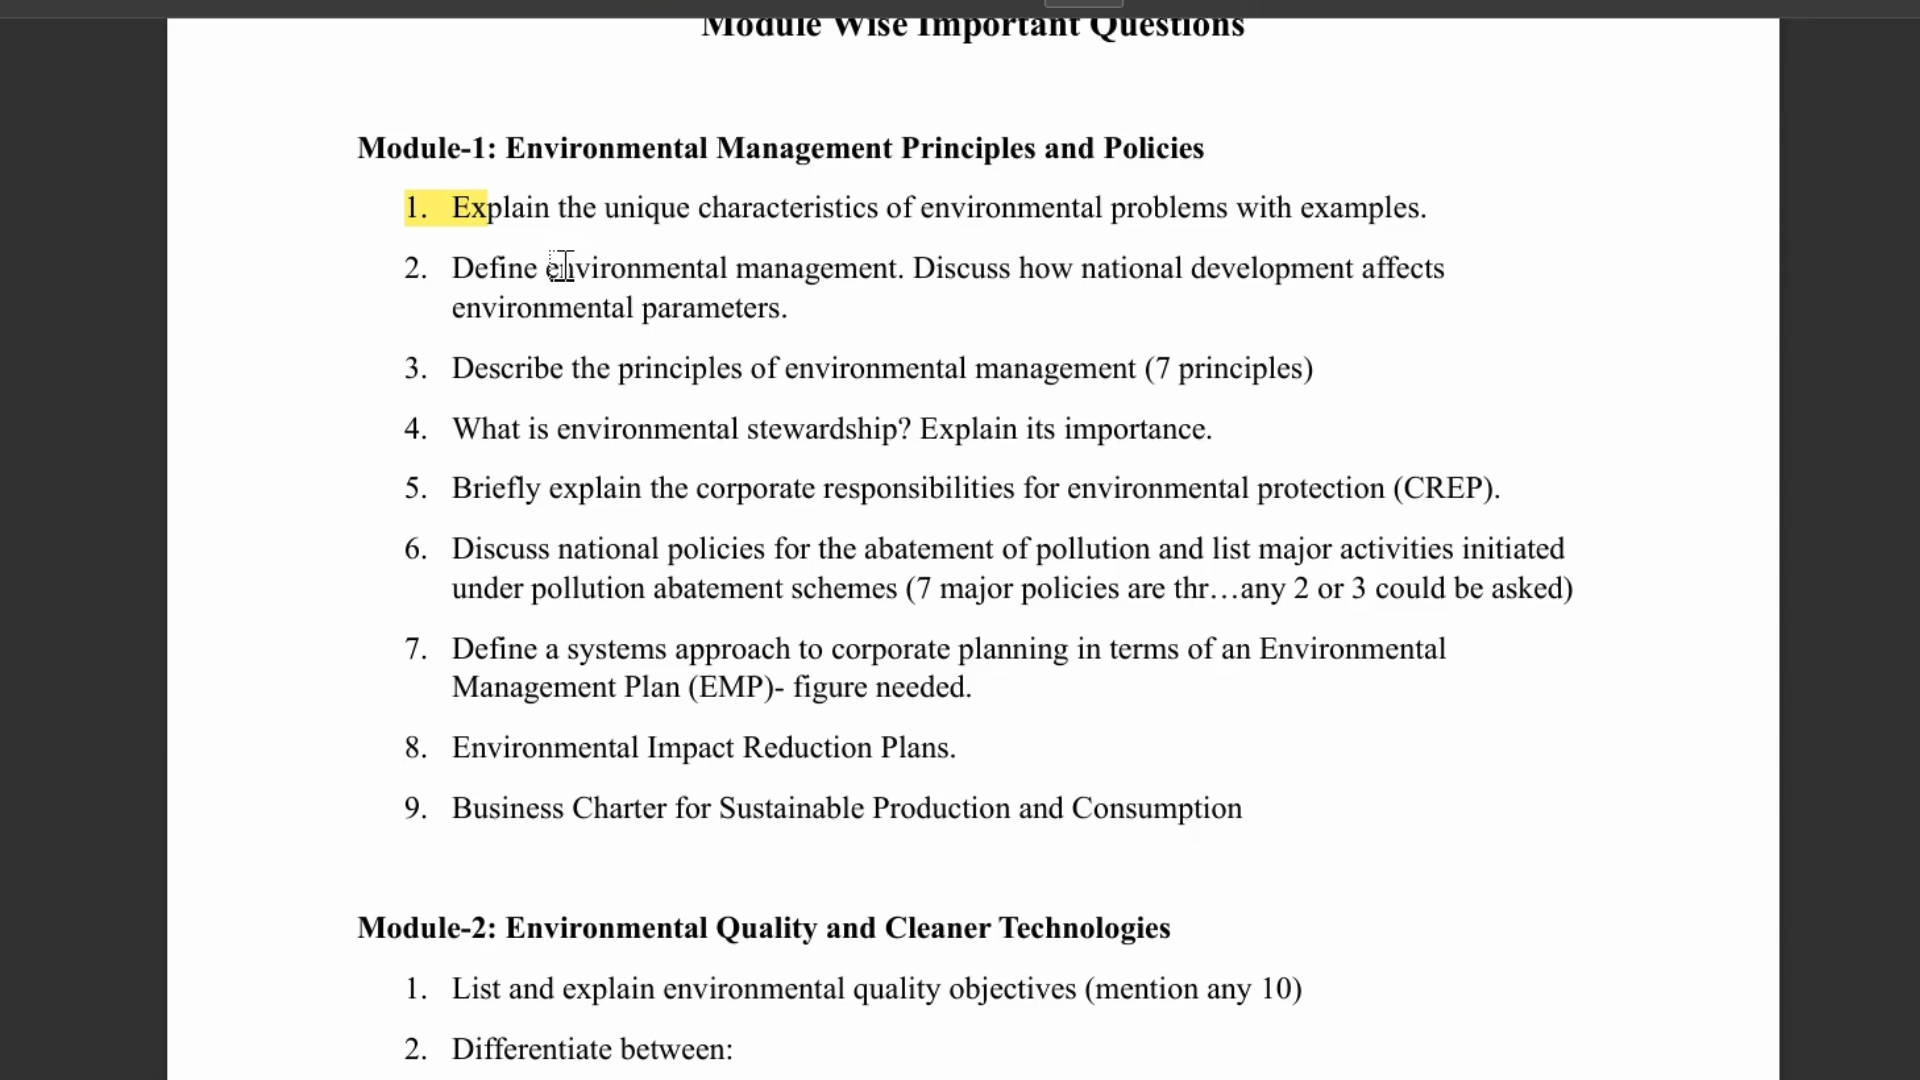 Module Wise Important Questions
Module-1: Environmental Management Principles and Policies
1. Explain the unique characteristics of environmental problems with examples.
2. Define environmental management. Discuss how national development affects
environmental parameters.
3. Describe the principles of environmental management (7 principles)
4. What is environmental stewardship? Explain its importance.
5. Briefly explain the corporate responsibilities for environmental protection (CREP).
6. Discuss national policies for the abatement of pollution and list major activities initiated
under pollution abatement schemes (7 major policies are thr…any 2 or 3 could be asked)
7. Define a systems approach to corporate planning in terms of an Environmental
Management Plan (EMP)- figure needed.
8. Environmental Impact Reduction Plans.
9. Business Charter for Sustainable Production and Consumption
Module-2: Environmental Quality and Cleaner Technologies
1. List and explain environmental quality objectives (mention any 10)
2. Differentiate between: